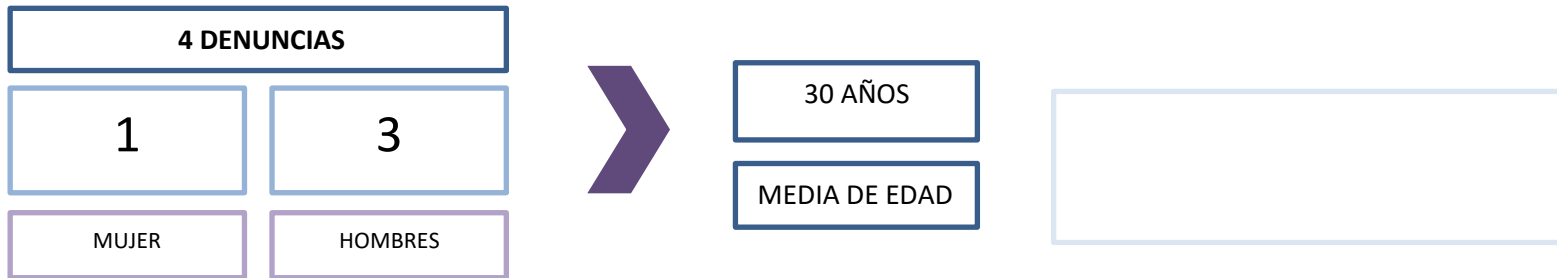 4 DENUNCIAS
1
3
MUJER
HOMBRES
30 AÑOS
MEDIA DE EDAD